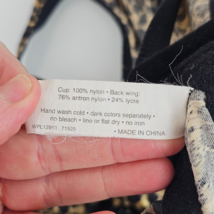 Cup: 100% nylon • Back wing:
76% antron nylon • 24% lycra
Hand wash cold • dark colors separately •
no bleach • line or flat dry • no iron
• MADE IN CHINA